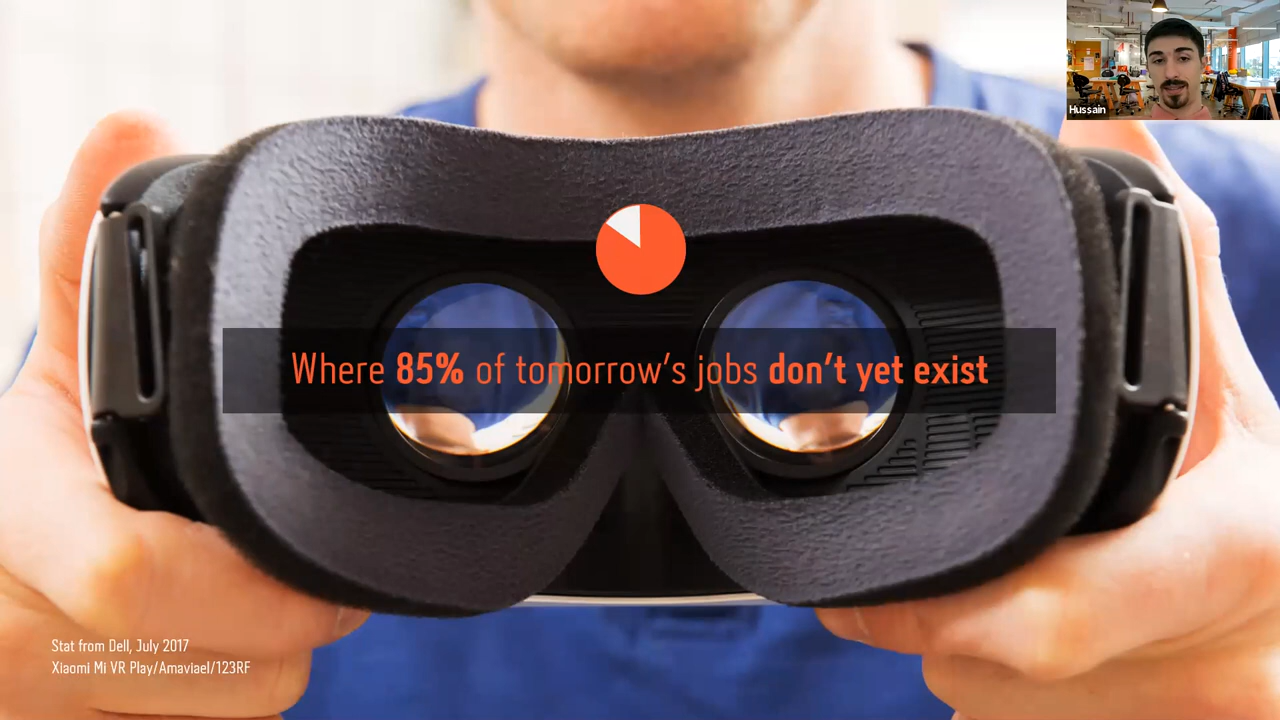 Hussain
Where 85% of tomorrow's jobs don't yet exist
Stat from Dell, July 2017
Xiaomi Mi VR Play/Amaviael/123RF